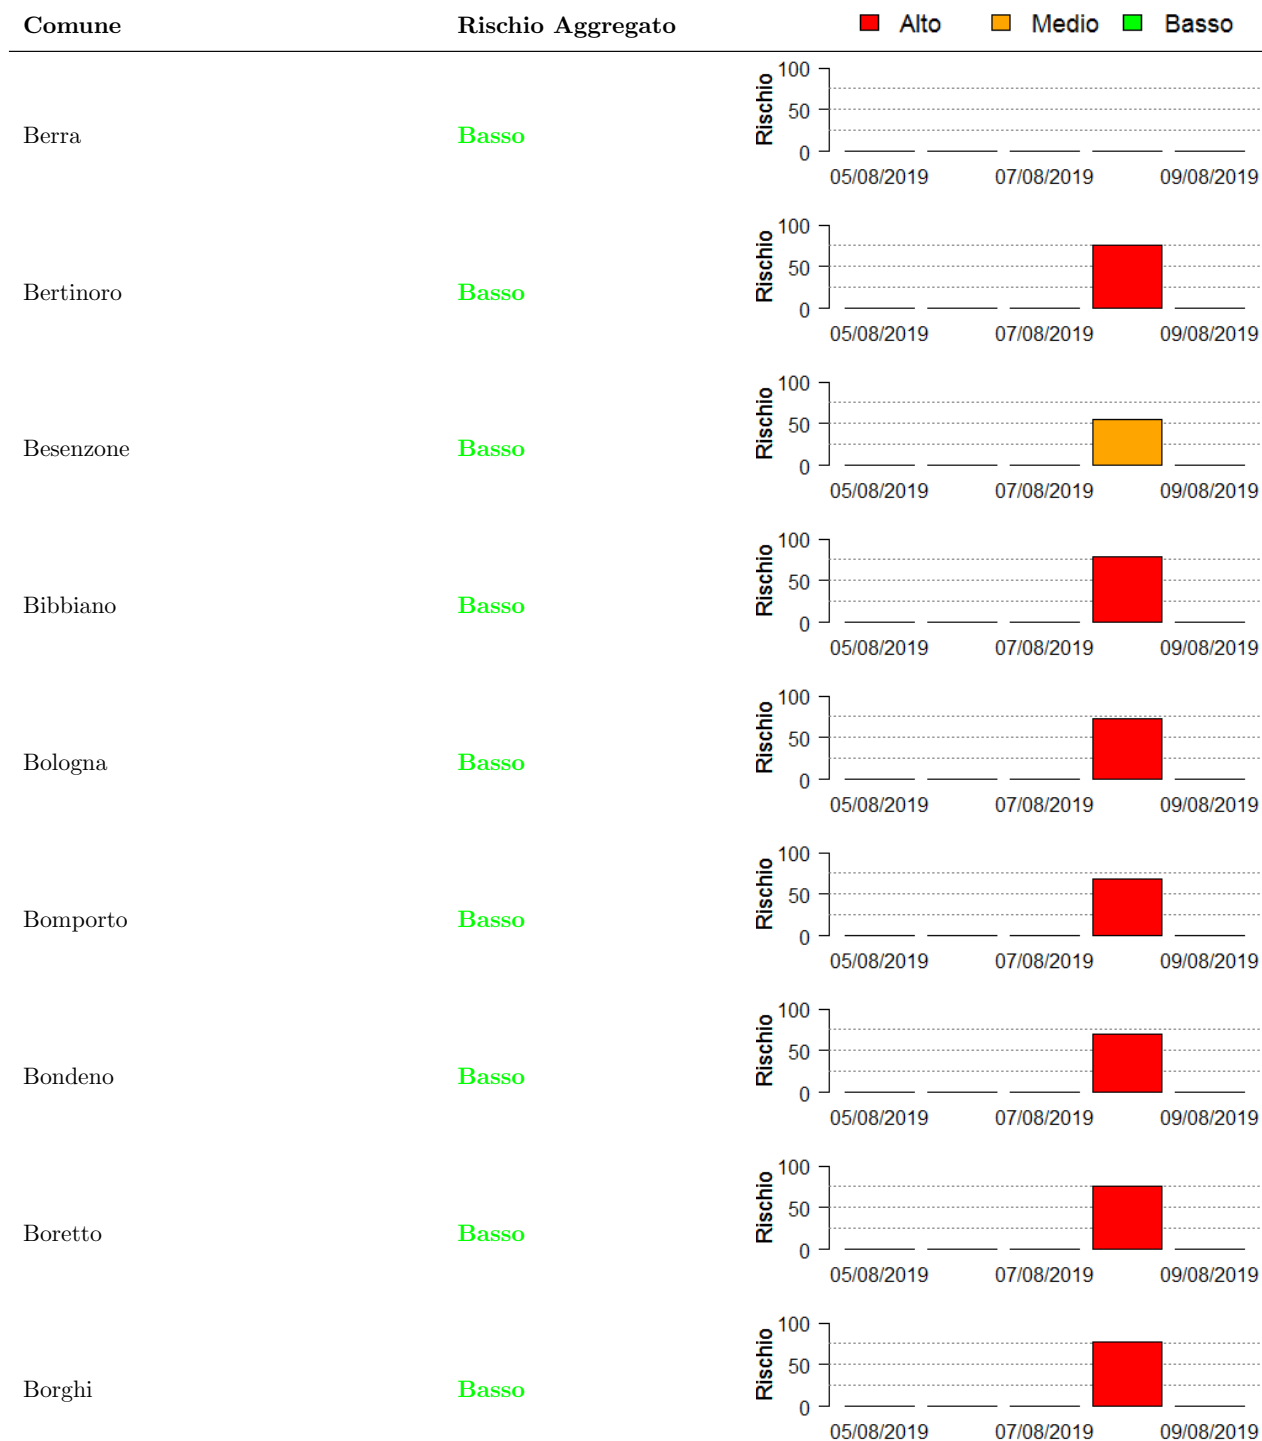 Comune Rischio Aggregato Alto Medio Basso
Berra Basso Rischio 100 50 0
05/08/2019 07/08/2019 09/08/2019
Bertinoro Basso Rischio 100 50 0
05/08/2019 07/08/2019 09/08/2019
Besenzone Basso Rischio 100 50 0
05/08/2019 07/08/2019 09/08/2019
Bibbiano Basso Rischio 100 50 0
05/08/2019 07/08/2019 09/08/2019
Bologna Basso Rischio 100 50 0
05/08/2019 07/08/2019 09/08/2019
Bomporto Basso Rischio 100 50 0
05/08/2019 07/08/2019 09/08/2019
Bondeno Basso Rischio 100 50 0
05/08/2019 07/08/2019 09/08/2019
Boretto Basso Rischio 100 50 0
05/08/2019 07/08/2019 09/08/2019
Borghi Basso Rischio 100 50 0
05/08/2019 07/08/2019 09/08/2019